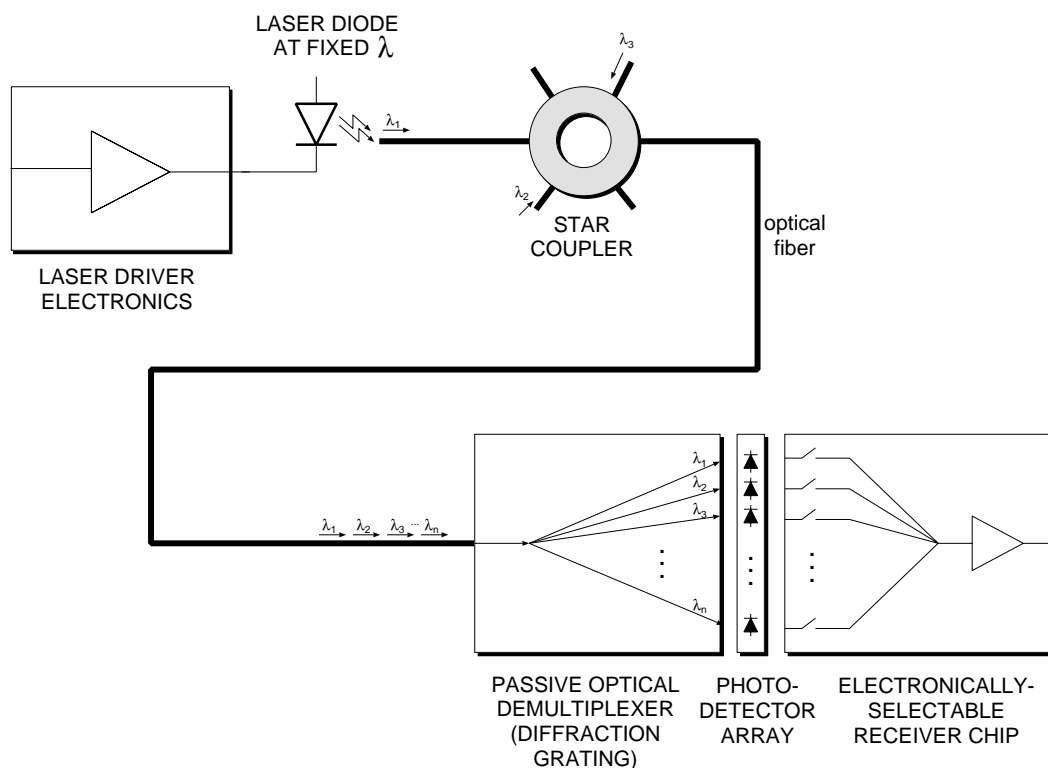 LASER DIODE
AT FIXED λ
λ3
λ1
λ2
STAR
COUPLER
optical
fiber
LASER DRIVER
ELECTRONICS
λ1 λ2 λ3 ... λn
λ1
λ2
λ3
λn
PASSIVE OPTICAL
DEMULTIPLEXER
(DIFFRACTION
GRATING)
PHOTO-
DETECTOR
ARRAY
ELECTRONICALLY-
SELECTABLE
RECEIVER CHIP